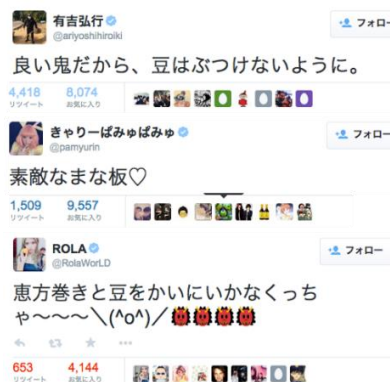 有吉弘行
@ariyoshihiroiki
フォロー
良い鬼だから、豆はぶつけないように。
4,418 8,074
リツイート お気に入り
きゃりーぱみゅぱみゅ
@pamyurin
フォロー
素敵なまな板♡
1,509 9,557
リツイート お気に入り
ROLA
@RolaWorLD
フォロー
恵方巻きと豆をかいにいかなくっち
ゃ〜〜〜\(^o^)／👹👹👹👹
653 4,144
リツイート お気に入り